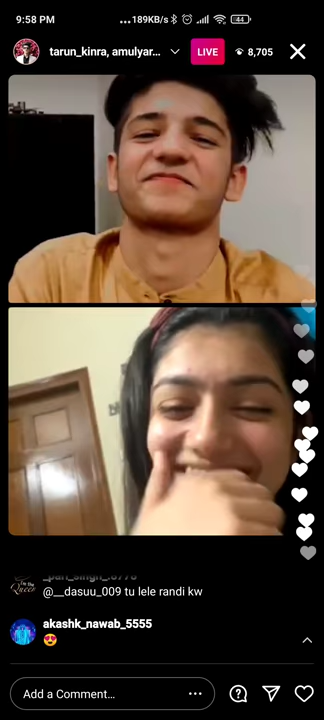 9:58 PM
...189KB/s
44
tarun_kinra, amulyar...
LIVE
8,705
@__dasuu_009 tu lele randi kw
akashk_nawab_5555
😍
Add a Comment...